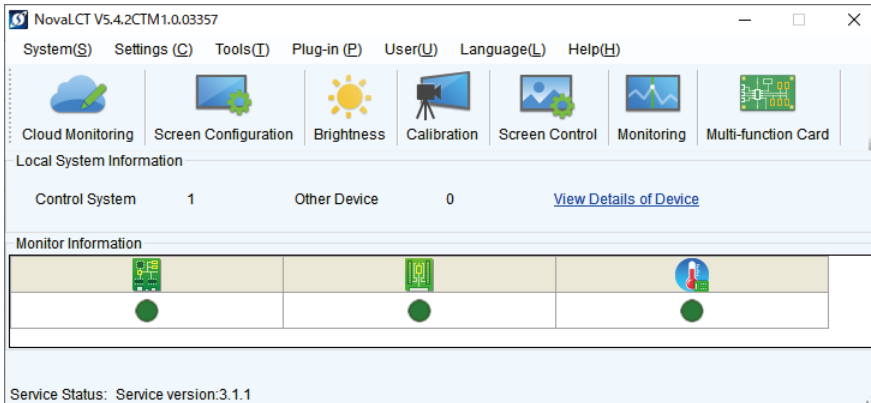 NovaLCT V5.4.2CTM1.0.03357
System(S) Settings (C) Tools(T) Plug-in (P) User(U) Language(L) Help(H)
Cloud Monitoring Screen Configuration Brightness Calibration Screen Control Monitoring Multi-function Card
Local System Information
Control System 1 Other Device 0 View Details of Device
Monitor Information
Service Status: Service version:3.1.1